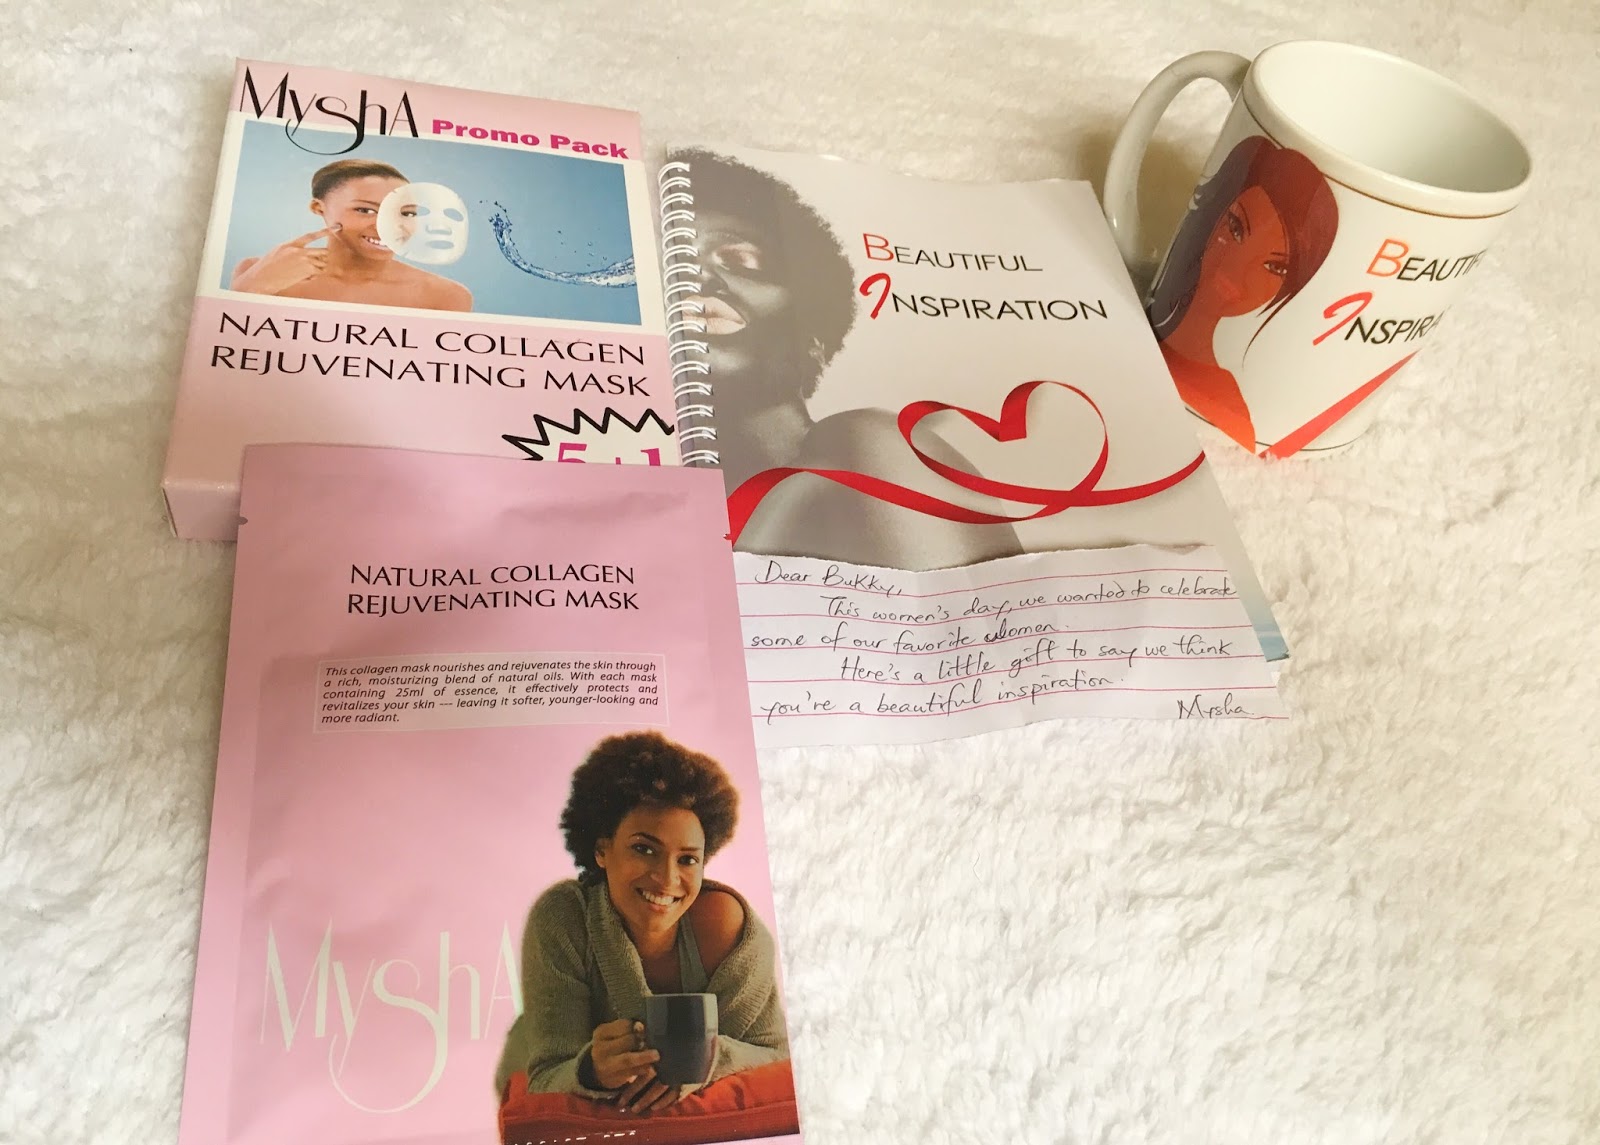 MyshA Promo Pack
NATURAL COLLAGEN
REJUVENATING MASK
5+1
NATURAL COLLAGEN
REJUVENATING MASK
This collagen mask nourishes and rejuvenates the skin through
a rich, moisturizing blend of natural oils. With each mask
containing 25ml of essence, it effectively protects and
revitalizes your skin --- leaving it softer, younger-looking and
more radiant.
MyshA
BEAUTIFUL
INSPIRATION
Dear Bukky,
This women's day, we wanted to celebrate
some of our favorite women.
Here's a little gift to say we think
you're a beautiful inspiration.
Mysha
BEAUTIF
INSPIRA